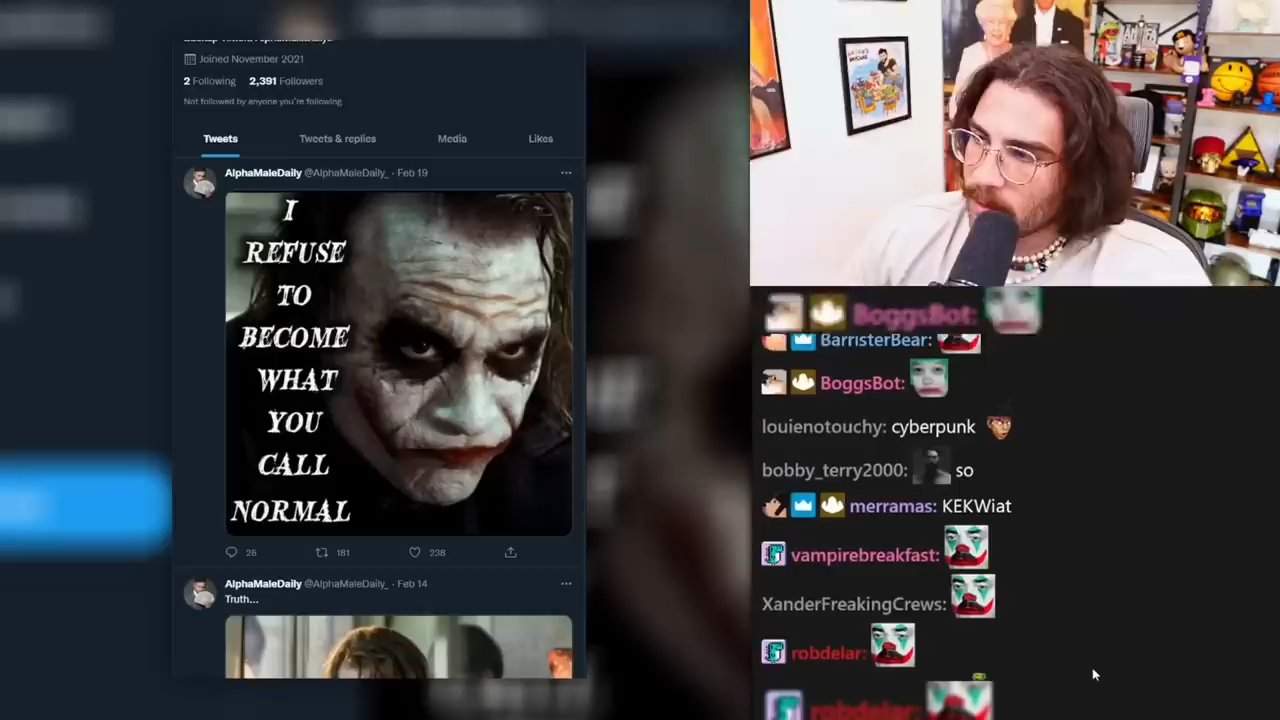 Joined November 2021
2 Following 2,391 Followers
Not followed by anyone you're following
Tweets Tweets & replies Media Likes
AlphaMaleDaily @AlphaMaleDaily_ · Feb 19
I
REFUSE
TO
BECOME
WHAT
YOU
CALL
NORMAL
26 181 238
AlphaMaleDaily @AlphaMaleDaily_ · Feb 14
Truth...
BoggsBot:
BarristerBear:
BoggsBot:
louienotouchy: cyberpunk
bobby_terry2000: so
merramas: KEKWiat
vampirebreakfast:
XanderFreakingCrews:
robdelar:
robdelar: